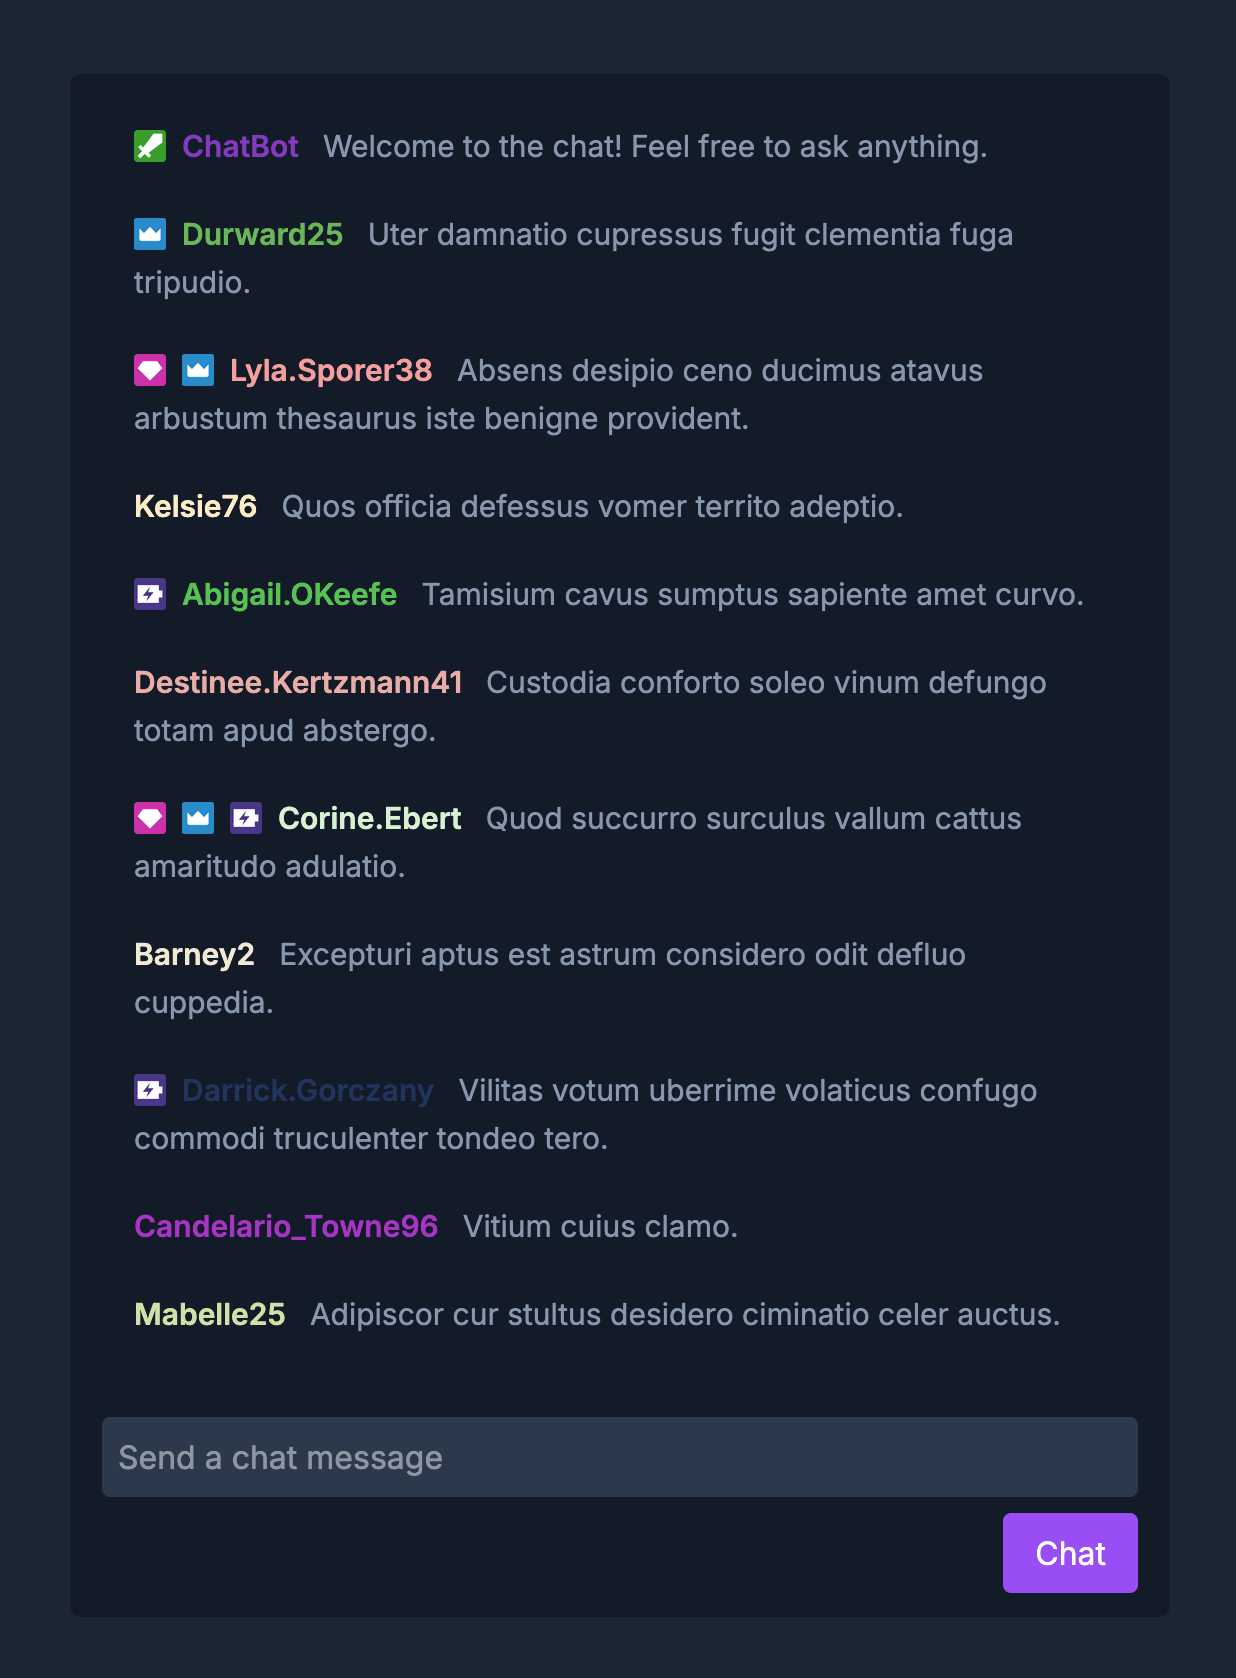 ChatBot Welcome to the chat! Feel free to ask anything.
Durward25 Uter damnatio cupressus fugit clementia fuga
tripudio.
Lyla.Sporer38 Absens desipio ceno ducimus atavus
arbustum thesaurus iste benigne provident.
Kelsie76 Quos officia defessus vomer territo adeptio.
Abigail.OKeefe Tamisium cavus sumptus sapiente amet curvo.
Destinee.Kertzmann41 Custodia conforto soleo vinum defungo
totam apud abstergo.
Corine.Ebert Quod succurro surculus vallum cattus
amaritudo adulatio.
Barney2 Excepturi aptus est astrum considero odit defluo
cuppedia.
Darrick.Gorczany Vilitas votum uberrime volaticus confugo
commodi truculenter tondeo tero.
Candelario_Towne96 Vitium cuius clamo.
Mabelle25 Adipiscor cur stultus desidero ciminatio celer auctus.
Send a chat message
Chat